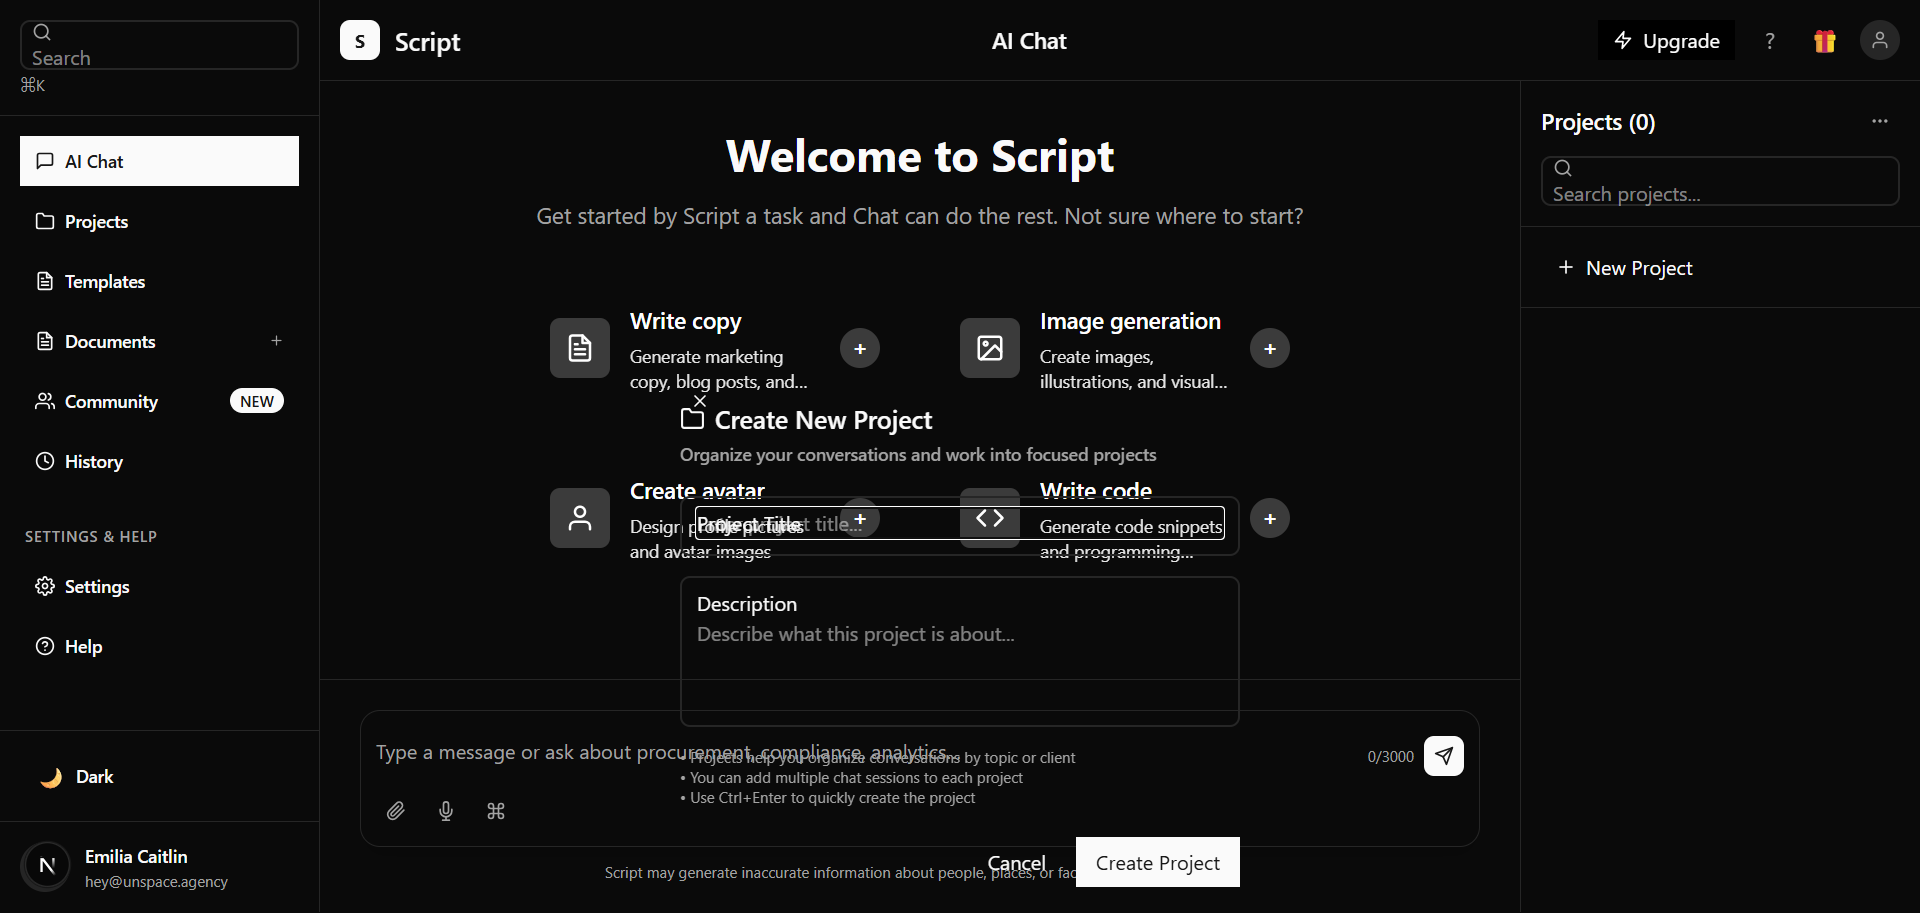 Search
⌘K
AI Chat
Projects
Templates
Documents
Community
NEW
History
SETTINGS & HELP
Settings
Help
Dark
N
Emilia Caitlin
hey@unspace.agency
S
Script
AI Chat
Upgrade
?
Welcome to Script
Get started by Script a task and Chat can do the rest. Not sure where to start?
Write copy
Generate marketing
copy, blog posts, and...
+
Image generation
Create images,
illustrations, and visual...
+
Create New Project
Organize your conversations and work into focused projects
Create avatar
Design profile pictures
and avatar images
+
Write code
Generate code snippets
and programming...
+
Project Title
title...
Description
Describe what this project is about...
Type a message or ask about procurement, compliance, analytics...
0/3000
• Projects help you organize conversations by topic or client
• You can add multiple chat sessions to each project
• Use Ctrl+Enter to quickly create the project
Cancel
Create Project
Script may generate inaccurate information about people, places, or
Projects (0)
Search projects...
New Project